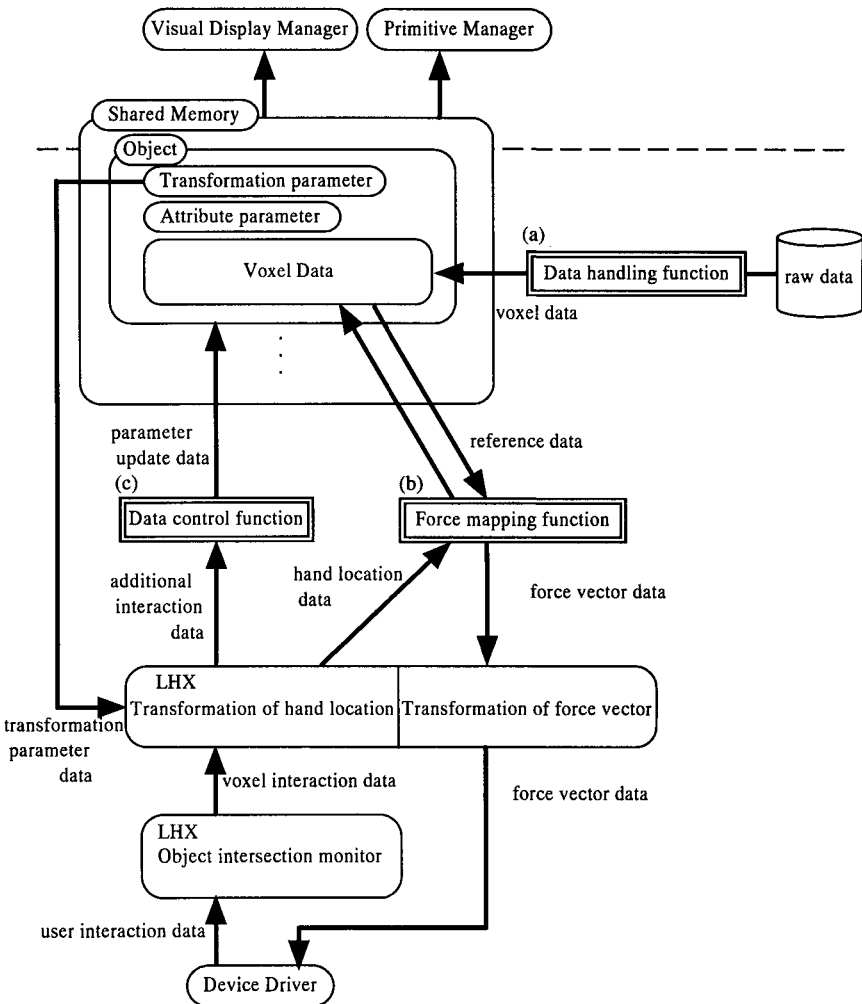 Visual Display Manager
Primitive Manager
Shared Memory
Object
Transformation parameter
Attribute parameter
Voxel Data
(a)
Data handling function
raw data
voxel data
parameter
update data
reference data
(c)
Data control function
(b)
Force mapping function
additional
interaction
data
hand location
data
force vector data
LHX
Transformation of hand location
Transformation of force vector
transformation
parameter
data
voxel interaction data
force vector data
LHX
Object intersection monitor
user interaction data
Device Driver